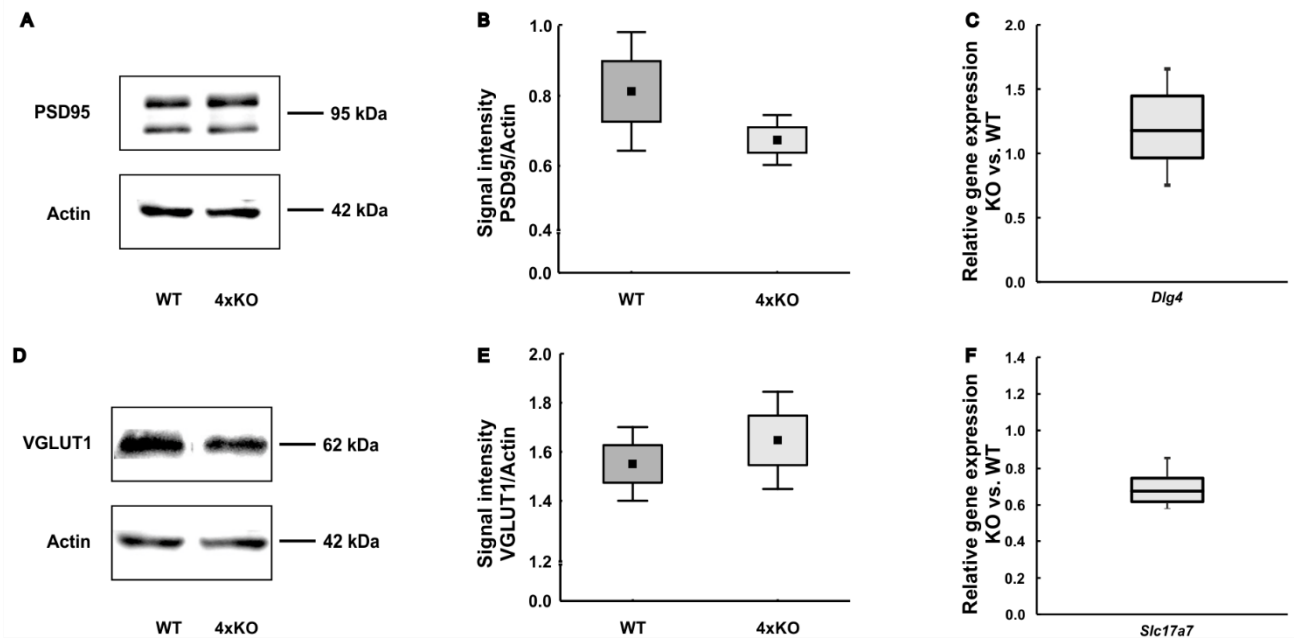 A
PSD95
95 kDa
Actin
42 kDa
WT 4xKO
B
Signal intensity
PSD95/Actin
1.0
0.8
0.6
0.4
0.0
WT 4xKO
C
Relative gene expression
KO vs. WT
2.0
1.5
1.0
0.5
0.0
Dlg4
D
VGLUT1
62 kDa
Actin
42 kDa
WT 4xKO
E
Signal intensity
VGLUT1/Actin
2.0
1.8
1.6
1.4
1.2
0.0
WT 4xKO
F
Relative gene expression
KO vs. WT
1.4
1.2
1.0
0.8
0.6
0.4
0.2
0.0
Slc17a7